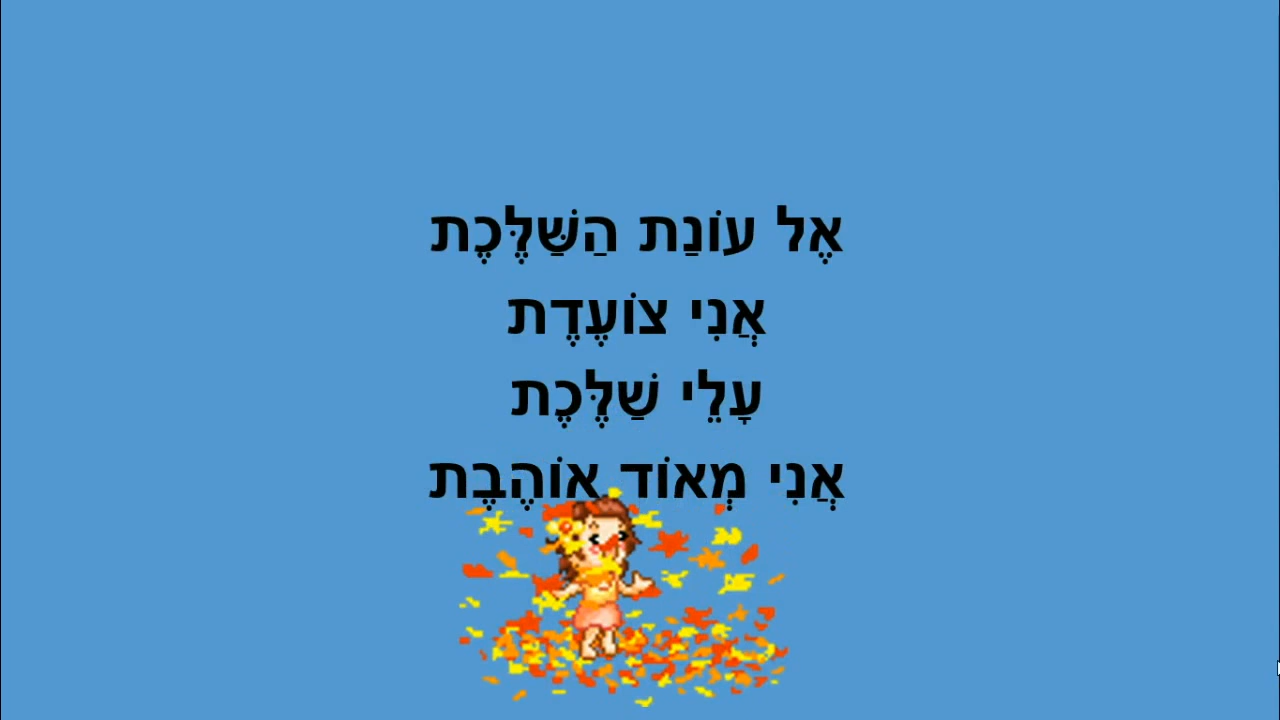 אֶל עוֹנַת הַשַּׁלֶּכֶת
אֲנִי צוֹעֶדֶת
עָלֵי שַׁלֶּכֶת
אֲנִי מְאוֹד אוֹהֶבֶת